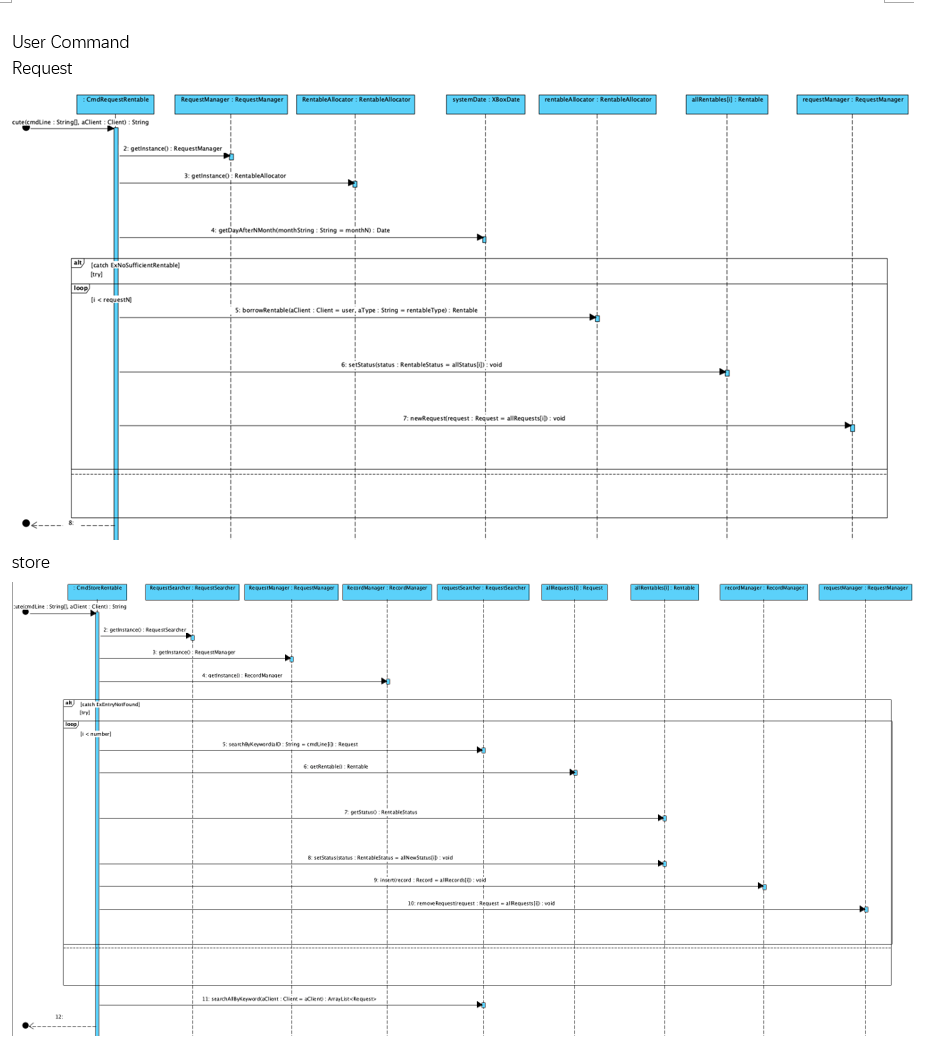 User Command
Request
: CmdRequestRentable
RequestManager : RequestManager
RentableAllocator : RentableAllocator
systemDate : XBoxDate
rentableAllocator : RentableAllocator
allRentables[i] : Rentable
requestManager : RequestManager
cute(cmdLine : String[], aClient : Client) : String
2: getInstance() : RequestManager
3: getInstance() : RentableAllocator
4: getDayAfterNMonth(monthString : String = monthN) : Date
alt
[catch ExNoSufficientRentable]
[try]
loop
[i < requestN]
5: borrowRentable(aClient : Client = user, aType : String = rentableType) : Rentable
6: setStatus(status : RentableStatus = allStatus[i]) : void
7: newRequest(request : Request = allRequests[i]) : void
8:
store
: CmdStoreRentable
RequestSearcher : RequestSearcher
RequestManager : RequestManager
RecordManager : RecordManager
requestSearcher : RequestSearcher
allRequests[i] : Request
allRentables[i] : Rentable
recordManager : RecordManager
requestManager : RequestManager
:ute(cmdLine : String[], aClient : Client) : String
2: getInstance() : RequestSearcher
3: getInstance() : RequestManager
4: getInstance() : RecordManager
alt
[catch ExEntryNotFound]
[try]
loop
[i < number]
5: searchByKeyword(aID : String = cmdLine[i]) : Request
6: getRentable() : Rentable
7: getStatus() : RentableStatus
8: setStatus(status : RentableStatus = allNewStatus[i]) : void
9: insert(record : Record = allRecords[i]) : void
10: removeRequest(request : Request = allRequests[i]) : void
11: searchAllByKeyword(aClient : Client = aClient) : ArrayList<Request>
12: